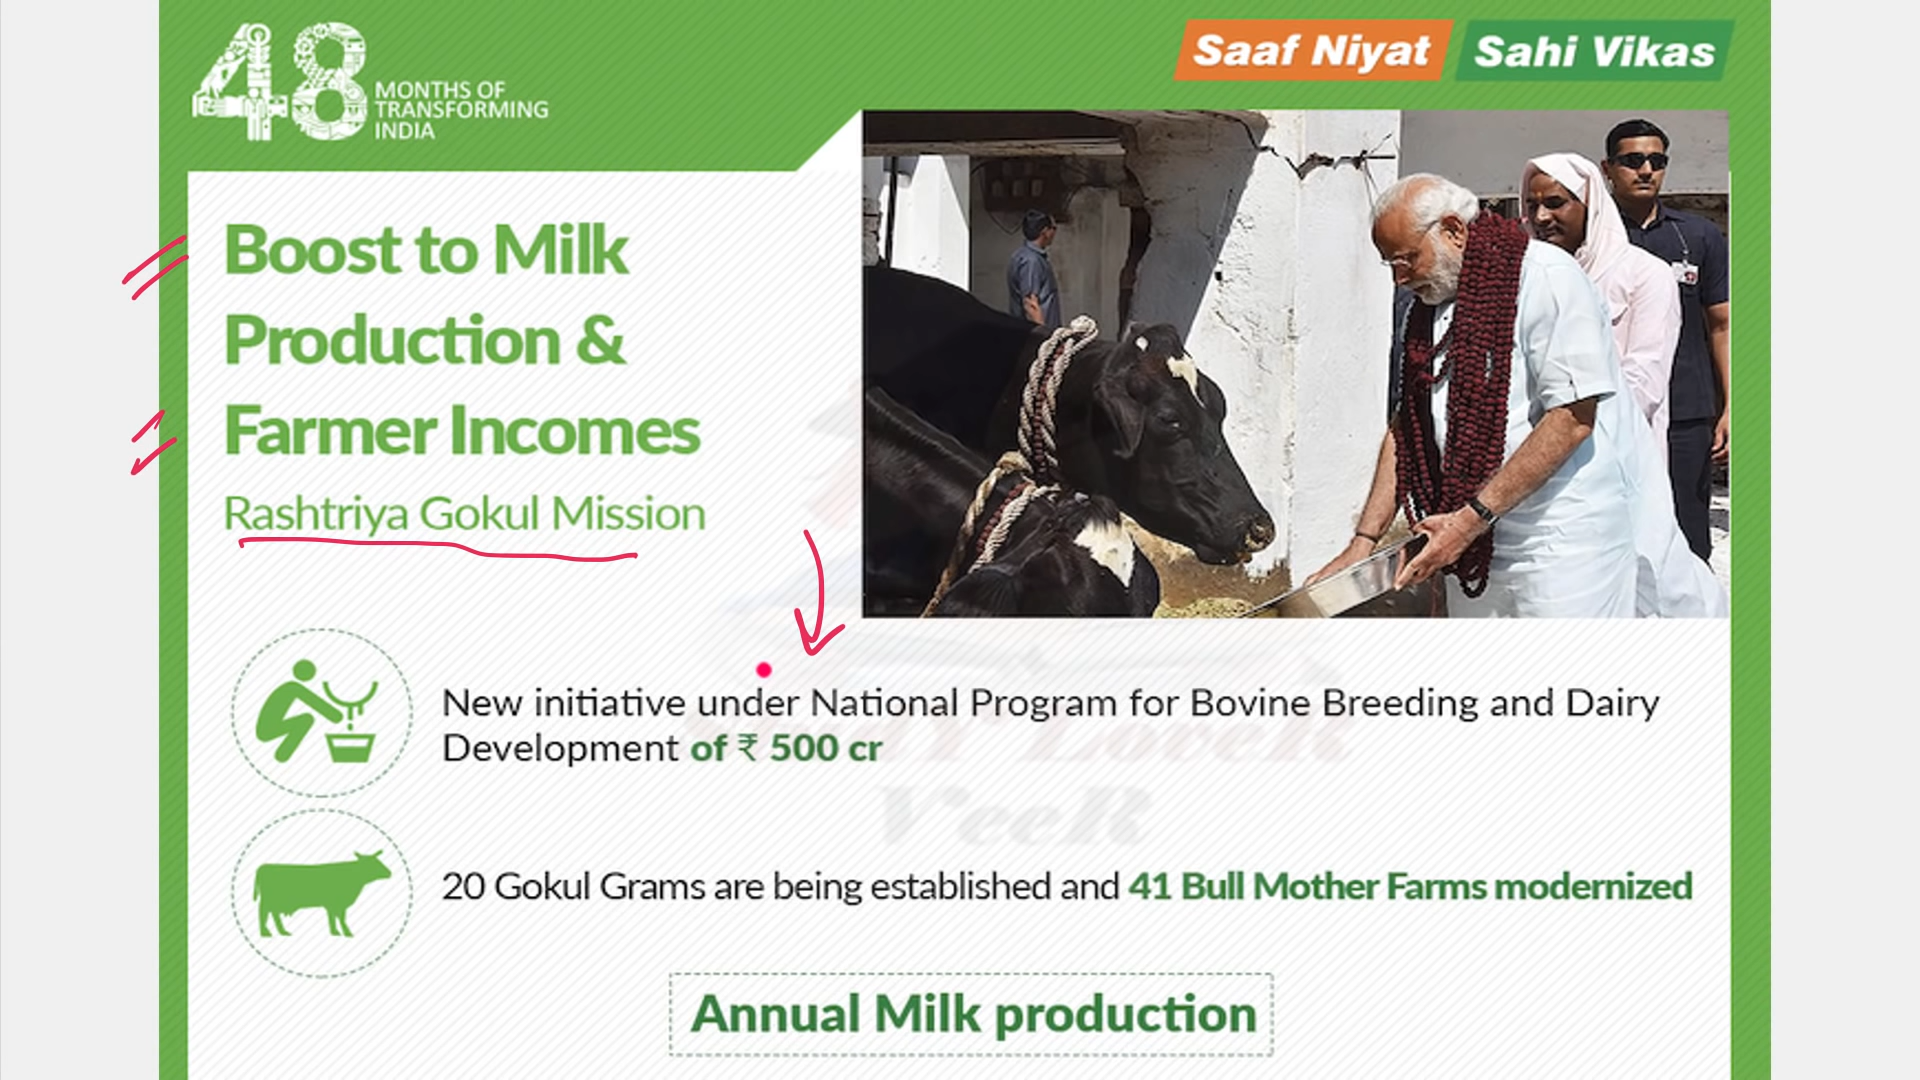 48
MONTHS OF
TRANSFORMING
INDIA
Saaf Niyat Sahi Vikas
Boost to Milk
Production &
Farmer Incomes
Rashtriya Gokul Mission
New initiative under National Program for Bovine Breeding and Dairy
Development of ₹ 500 cr
VeeR
20 Gokul Grams are being established and 41 Bull Mother Farms modernized
Annual Milk production